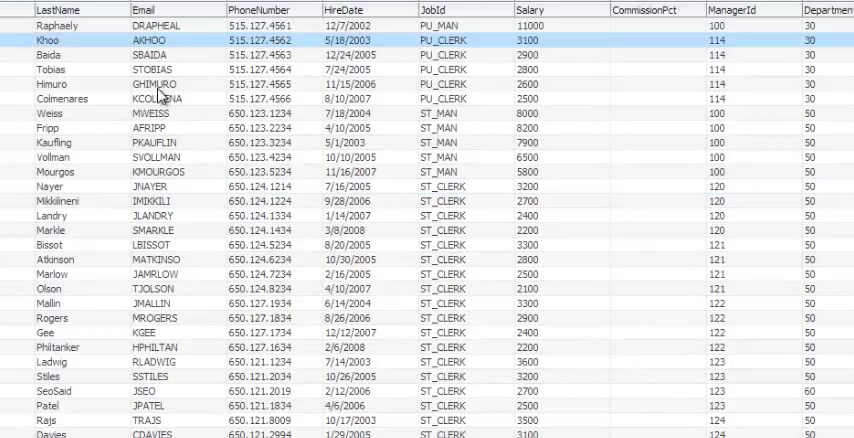 LastName Email PhoneNumber HireDate JobId Salary CommissionPct ManagerId Department
Raphaely DRAPHEAL 515.127.4561 12/7/2002 PU_MAN 11000 100 30
Khoo AKHOO 515.127.4562 5/18/2003 PU_CLERK 3100 114 30
Baida SBAIDA 515.127.4563 12/24/2005 PU_CLERK 2900 114 30
Tobias STOBIAS 515.127.4564 7/24/2005 PU_CLERK 2800 114 30
Himuro GHIMURO 515.127.4565 11/15/2006 PU_CLERK 2600 114 30
Colmenares 515.127.4566 8/10/2007 PU_CLERK 2500 114 30
Weiss MWEISS 650.123.1234 7/18/2004 ST_MAN 8000 100 50
Fripp AFRIPP 650.123.2234 4/10/2005 ST_MAN 8200 100 50
Kaufling PKAUFLIN 650.123.3234 5/1/2003 ST_MAN 7900 100 50
Vollman SVOLLMAN 650.123.4234 10/10/2005 ST_MAN 6500 100 50
Mourgos KMOURGOS 650.123.5234 11/16/2007 ST_MAN 5800 100 50
Nayer JNAYER 650.124.1214 7/16/2005 ST_CLERK 3200 120 50
Mikkilineni IMIKKILI 650.124.1224 9/28/2006 ST_CLERK 2700 120 50
Landry JLANDRY 650.124.1334 1/14/2007 ST_CLERK 2400 120 50
Markle SMARKLE 650.124.1434 3/8/2008 ST_CLERK 2200 120 50
Bissot LBISSOT 650.124.5234 8/20/2005 ST_CLERK 3300 121 50
Atkinson MATKINSO 650.124.6234 10/30/2005 ST_CLERK 2800 121 50
Marlow JAMRLOW 650.124.7234 2/16/2005 ST_CLERK 2500 121 50
Olson TJOLSON 650.124.8234 4/10/2007 ST_CLERK 2100 121 50
Mallin JMALLIN 650.127.1934 6/14/2004 ST_CLERK 3300 122 50
Rogers MROGERS 650.127.1834 8/26/2006 ST_CLERK 2900 122 50
Gee KGEE 650.127.1734 12/12/2007 ST_CLERK 2400 122 50
Philtanker HPHILTAN 650.127.1634 2/6/2008 ST_CLERK 2200 122 50
Ladwig RLADWIG 650.121.1234 7/14/2003 ST_CLERK 3600 123 50
Stiles SSTILES 650.121.2034 10/26/2005 ST_CLERK 3200 123 50
SeoSaid JSEO 650.121.2019 2/12/2006 ST_CLERK 2700 123 60
Patel JPATEL 650.121.1834 4/6/2006 ST_CLERK 2500 123 50
Rajs TRAJS 650.121.8009 10/17/2003 ST_CLERK 3500 124 50
Davies CDAVIES 650.121.2994 1/29/2005 ST_CLERK 3100 124 50